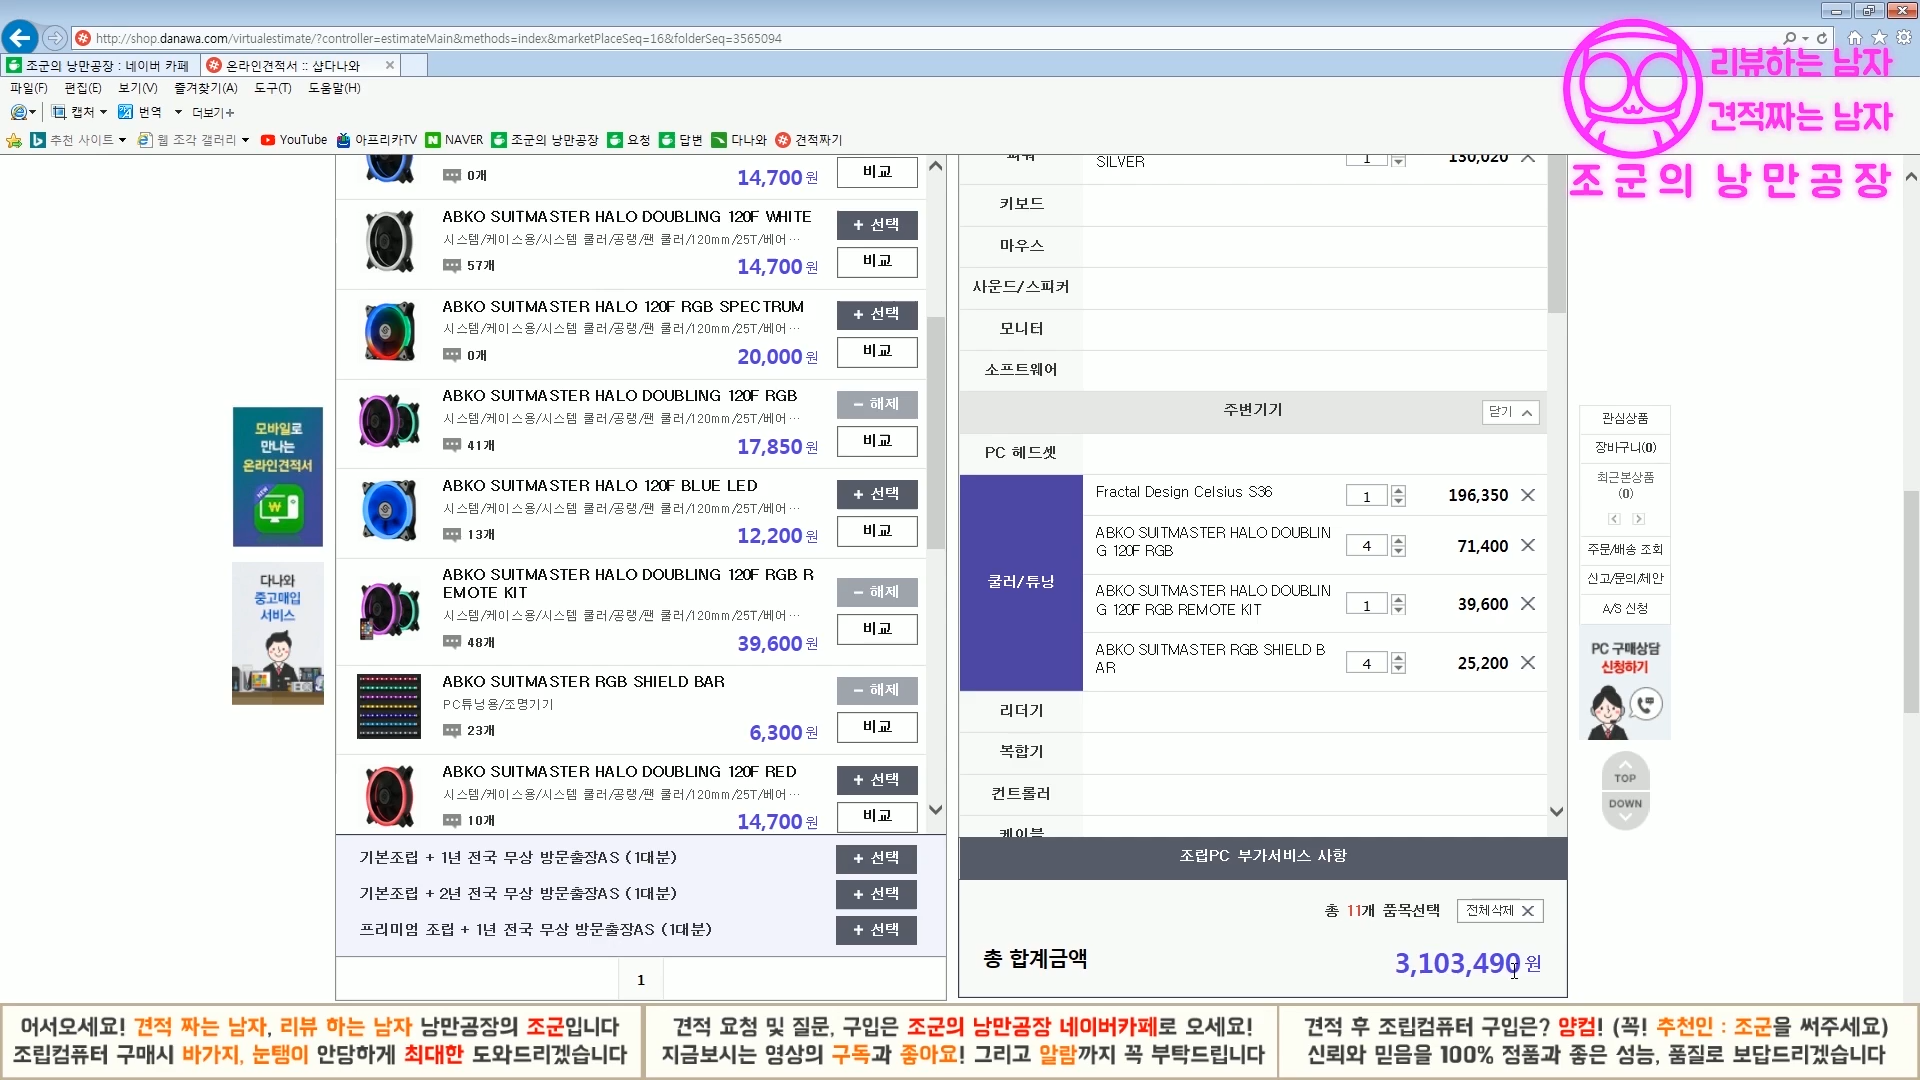 http://shop.danawa.com/virtualestimate/?controller=estimateMain&methods=index&marketPlaceSeq=16&folderSeq=3565094
조군의 낭만공장 : 네이버 카페
온라인견적서 :: 샵다나와
파일(F) 편집(E) 보기(V) 즐겨찾기(A) 도구(T) 도움말(H)
캡처 번역 더보기+
추천 사이트 웹 조각 갤러리 YouTube 아프리카TV NAVER 조군의 낭만공장 요청 답변 다나와 견적짜기
리뷰하는 남자
견적짜는 남자
조군의 낭만공장
모바일로
만나는
온라인견적서
NEW
W
다나와
중고매입
서비스
0개 14,700원 비교
ABKO SUITMASTER HALO DOUBLING 120F WHITE + 선택
시스템/케이스용/시스템 쿨러/공랭/팬 쿨러/120mm/25T/베어…
57개 14,700원 비교
ABKO SUITMASTER HALO 120F RGB SPECTRUM + 선택
시스템/케이스용/시스템 쿨러/공랭/팬 쿨러/120mm/25T/베어…
0개 20,000원 비교
ABKO SUITMASTER HALO DOUBLING 120F RGB − 해제
시스템/케이스용/시스템 쿨러/공랭/팬 쿨러/120mm/25T/베어…
41개 17,850원 비교
ABKO SUITMASTER HALO 120F BLUE LED + 선택
시스템/케이스용/시스템 쿨러/공랭/팬 쿨러/120mm/25T/베어…
13개 12,200원 비교
ABKO SUITMASTER HALO DOUBLING 120F RGB R
EMOTE KIT − 해제
시스템/케이스용/시스템 쿨러/공랭/팬 쿨러/120mm/25T/베어…
48개 39,600원 비교
ABKO SUITMASTER RGB SHIELD BAR − 해제
PC튜닝용/조명기기
23개 6,300원 비교
ABKO SUITMASTER HALO DOUBLING 120F RED + 선택
시스템/케이스용/시스템 쿨러/공랭/팬 쿨러/120mm/25T/베어…
10개 14,700원 비교
기본조립 + 1년 전국 무상 방문출장AS (1대분) + 선택
기본조립 + 2년 전국 무상 방문출장AS (1대분) + 선택
프리미엄 조립 + 1년 전국 무상 방문출장AS (1대분) + 선택
1
파워 SILVER 1 130,020
키보드
마우스
사운드/스피커
모니터
소프트웨어
주변기기 닫기
PC 헤드셋
쿨러/튜닝
Fractal Design Celsius S36 1 196,350
ABKO SUITMASTER HALO DOUBLIN
G 120F RGB 4 71,400
ABKO SUITMASTER HALO DOUBLIN
G 120F RGB REMOTE KIT 1 39,600
ABKO SUITMASTER RGB SHIELD B
AR 4 25,200
리더기
복합기
컨트롤러
케이블
조립PC 부가서비스 사항
총 11개 품목선택 전체삭제
총 합계금액 3,103,490원
관심상품
장바구니(0)
최근본상품
(0)
주문/배송 조회
신고/문의/제안
A/S 신청
PC 구매상담
신청하기
TOP
DOWN
어서오세요! 견적 짜는 남자, 리뷰 하는 남자 낭만공장의 조군입니다
조립컴퓨터 구매시 바가지, 눈탱이 안당하게 최대한 도와드리겠습니다
견적 요청 및 질문, 구입은 조군의 낭만공장 네이버카페로 오세요!
지금보시는 영상의 구독과 좋아요! 그리고 알람까지 꼭 부탁드립니다
견적 후 조립컴퓨터 구입은? 양컴! (꼭! 추천인 : 조군을 써주세요)
신뢰와 믿음을 100% 정품과 좋은 성능, 품질로 보답드리겠습니다